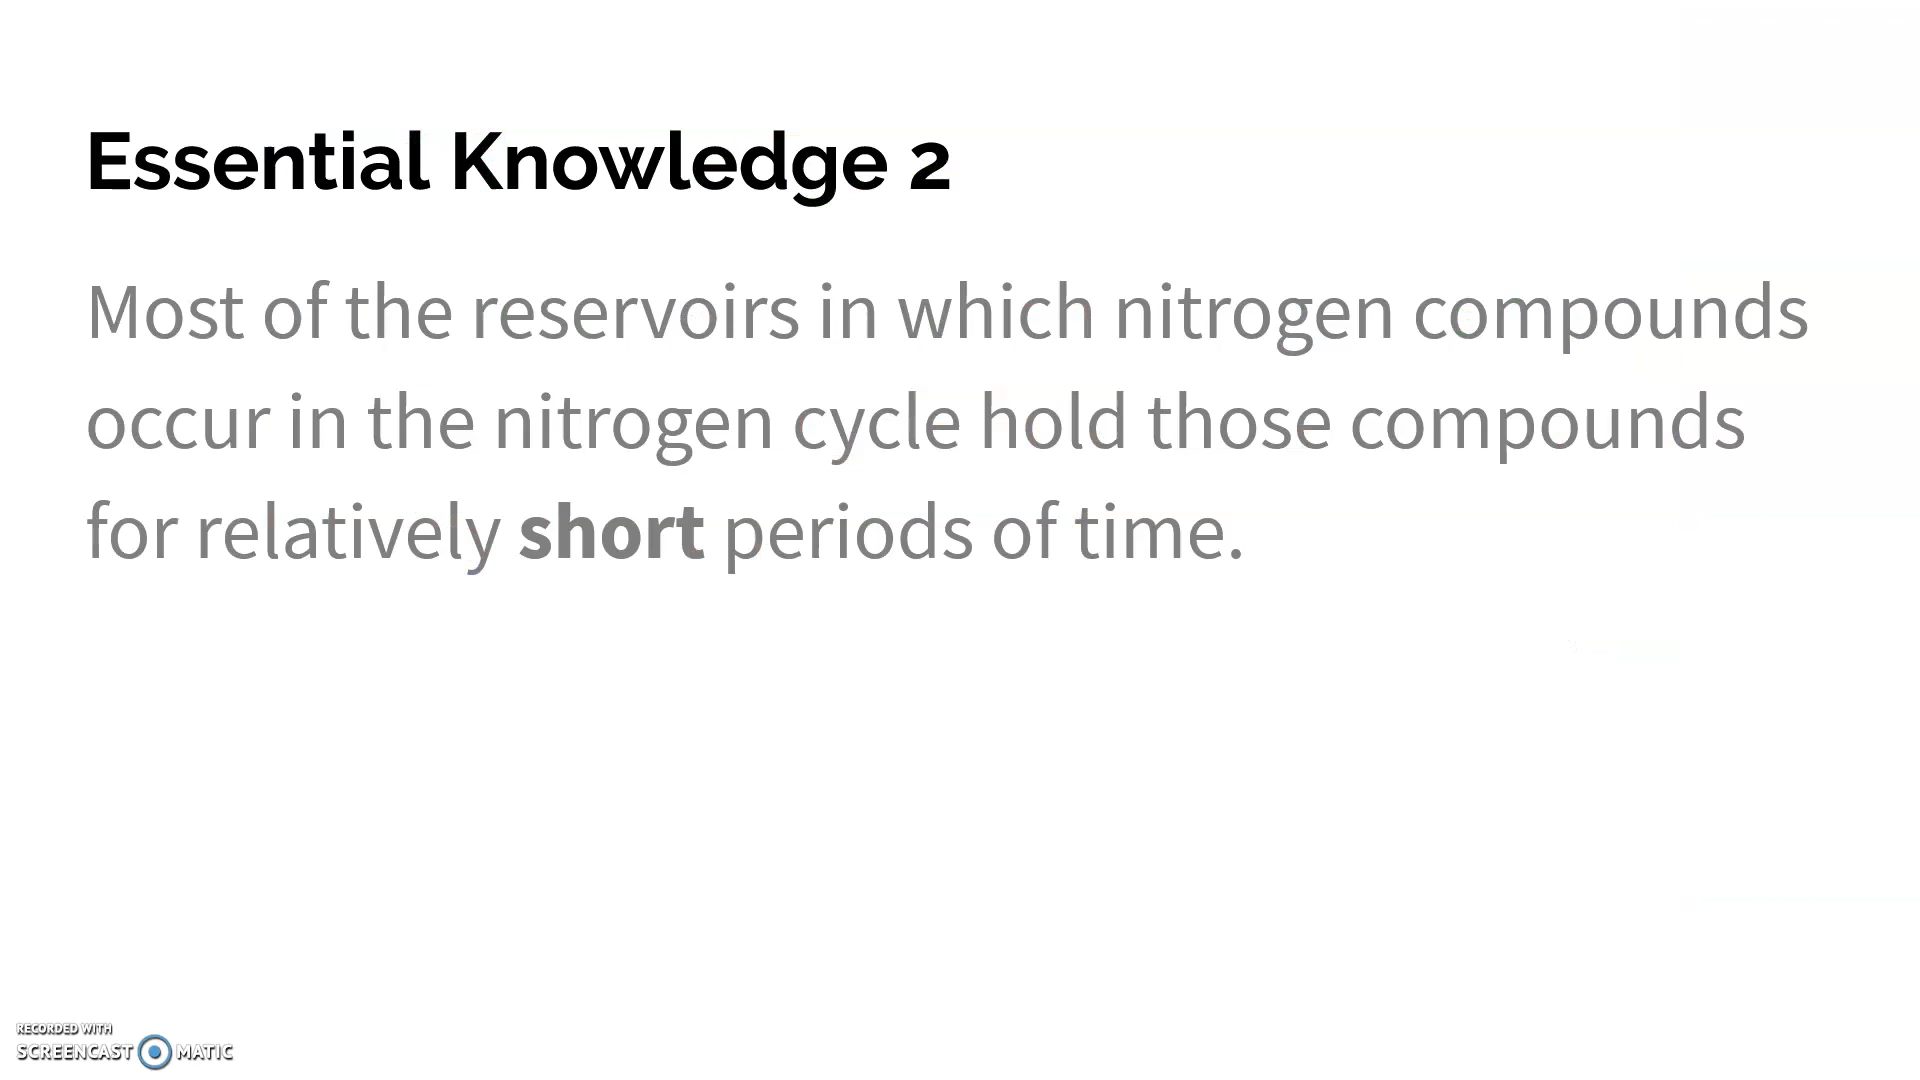 Essential Knowledge 2
Most of the reservoirs in which nitrogen compounds
occur in the nitrogen cycle hold those compounds
for relatively short periods of time.
RECORDED WITH
SCREENCAST MATIC